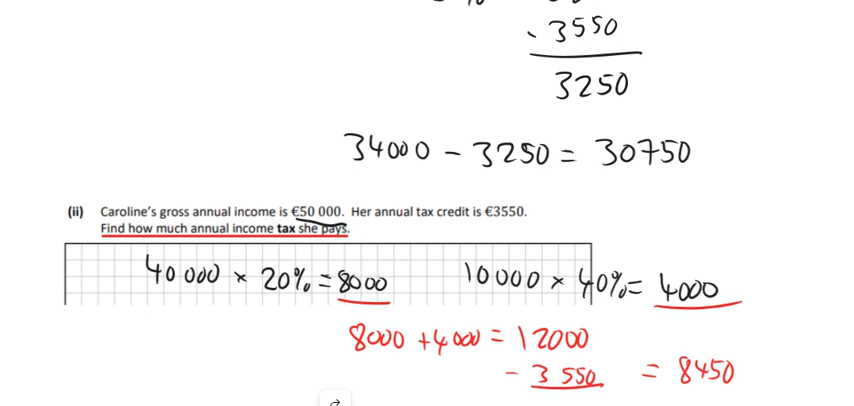 - 3550
3250
34000 - 3250 = 30750
(ii) Caroline's gross annual income is €50 000. Her annual tax credit is €3550.
Find how much annual income tax she pays.
40 000 × 20% = 8000 10000 × 40% = 4000
8000 + 4000 = 12000
- 3 550 = 8450